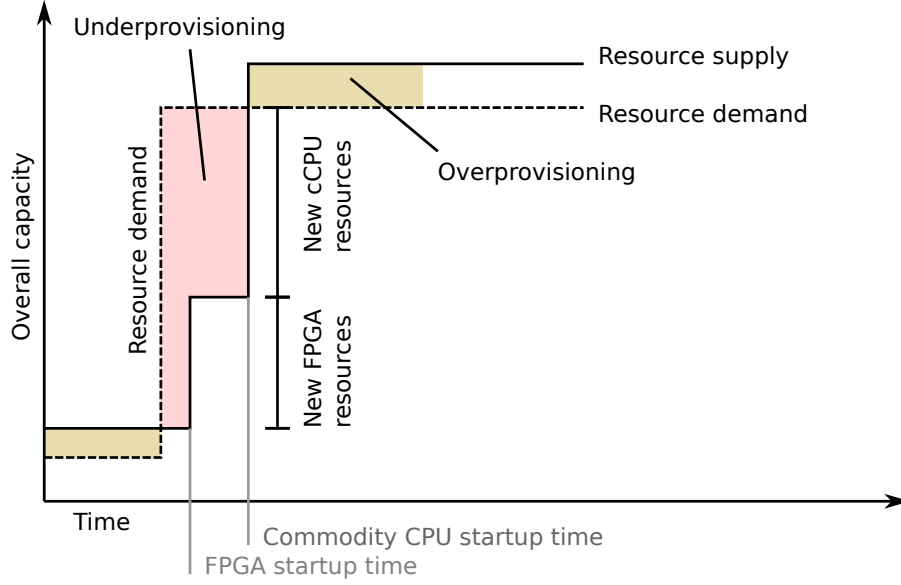 Underprovisioning
Resource supply
Resource demand
Overprovisioning
Overall capacity
Resource demand
New cCPU
resources
New FPGA
resources
Time
Commodity CPU startup time
FPGA startup time